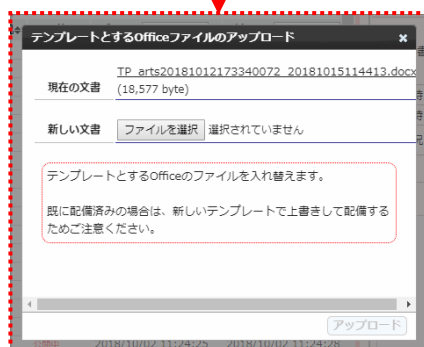 テンプレートとするOfficeファイルのアップロード ×
現在の文書 TP_arts20181012173340072_20181015114413.docx
(18,577 byte)
新しい文書 ファイルを選択 選択されていません
テンプレートとするOfficeのファイルを入れ替えます。
既に配備済みの場合は、新しいテンプレートで上書きして配備する
ためご注意ください。
アップロード
2018/10/02 11:24:25 2018/10/02 11:24:28